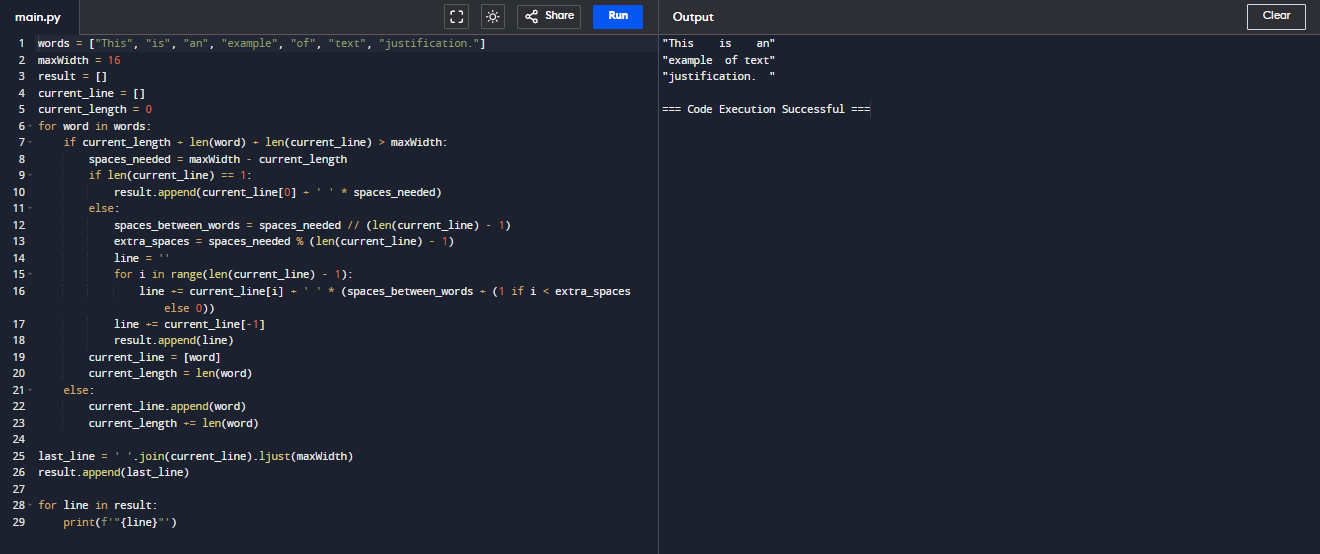 main.py
Share
Run
Output
Clear
1 words = ["This", "is", "an", "example", "of", "text", "justification."]
2 maxWidth = 16
3 result = []
4 current_line = []
5 current_length = 0
6 for word in words:
7     if current_length + len(word) + len(current_line) > maxWidth:
8         spaces_needed = maxWidth - current_length
9         if len(current_line) == 1:
10             result.append(current_line[0] + ' ' * spaces_needed)
11         else:
12             spaces_between_words = spaces_needed // (len(current_line) - 1)
13             extra_spaces = spaces_needed % (len(current_line) - 1)
14             line = ''
15             for i in range(len(current_line) - 1):
16                 line += current_line[i] + ' ' * (spaces_between_words + (1 if i < extra_spaces
else 0))
17             line += current_line[-1]
18             result.append(line)
19         current_line = [word]
20         current_length = len(word)
21     else:
22         current_line.append(word)
23         current_length += len(word)
24
25 last_line = ' '.join(current_line).ljust(maxWidth)
26 result.append(last_line)
27
28 for line in result:
29     print(f'"{line}"')
"This    is    an"
"example  of text"
"justification.  "
=== Code Execution Successful ===